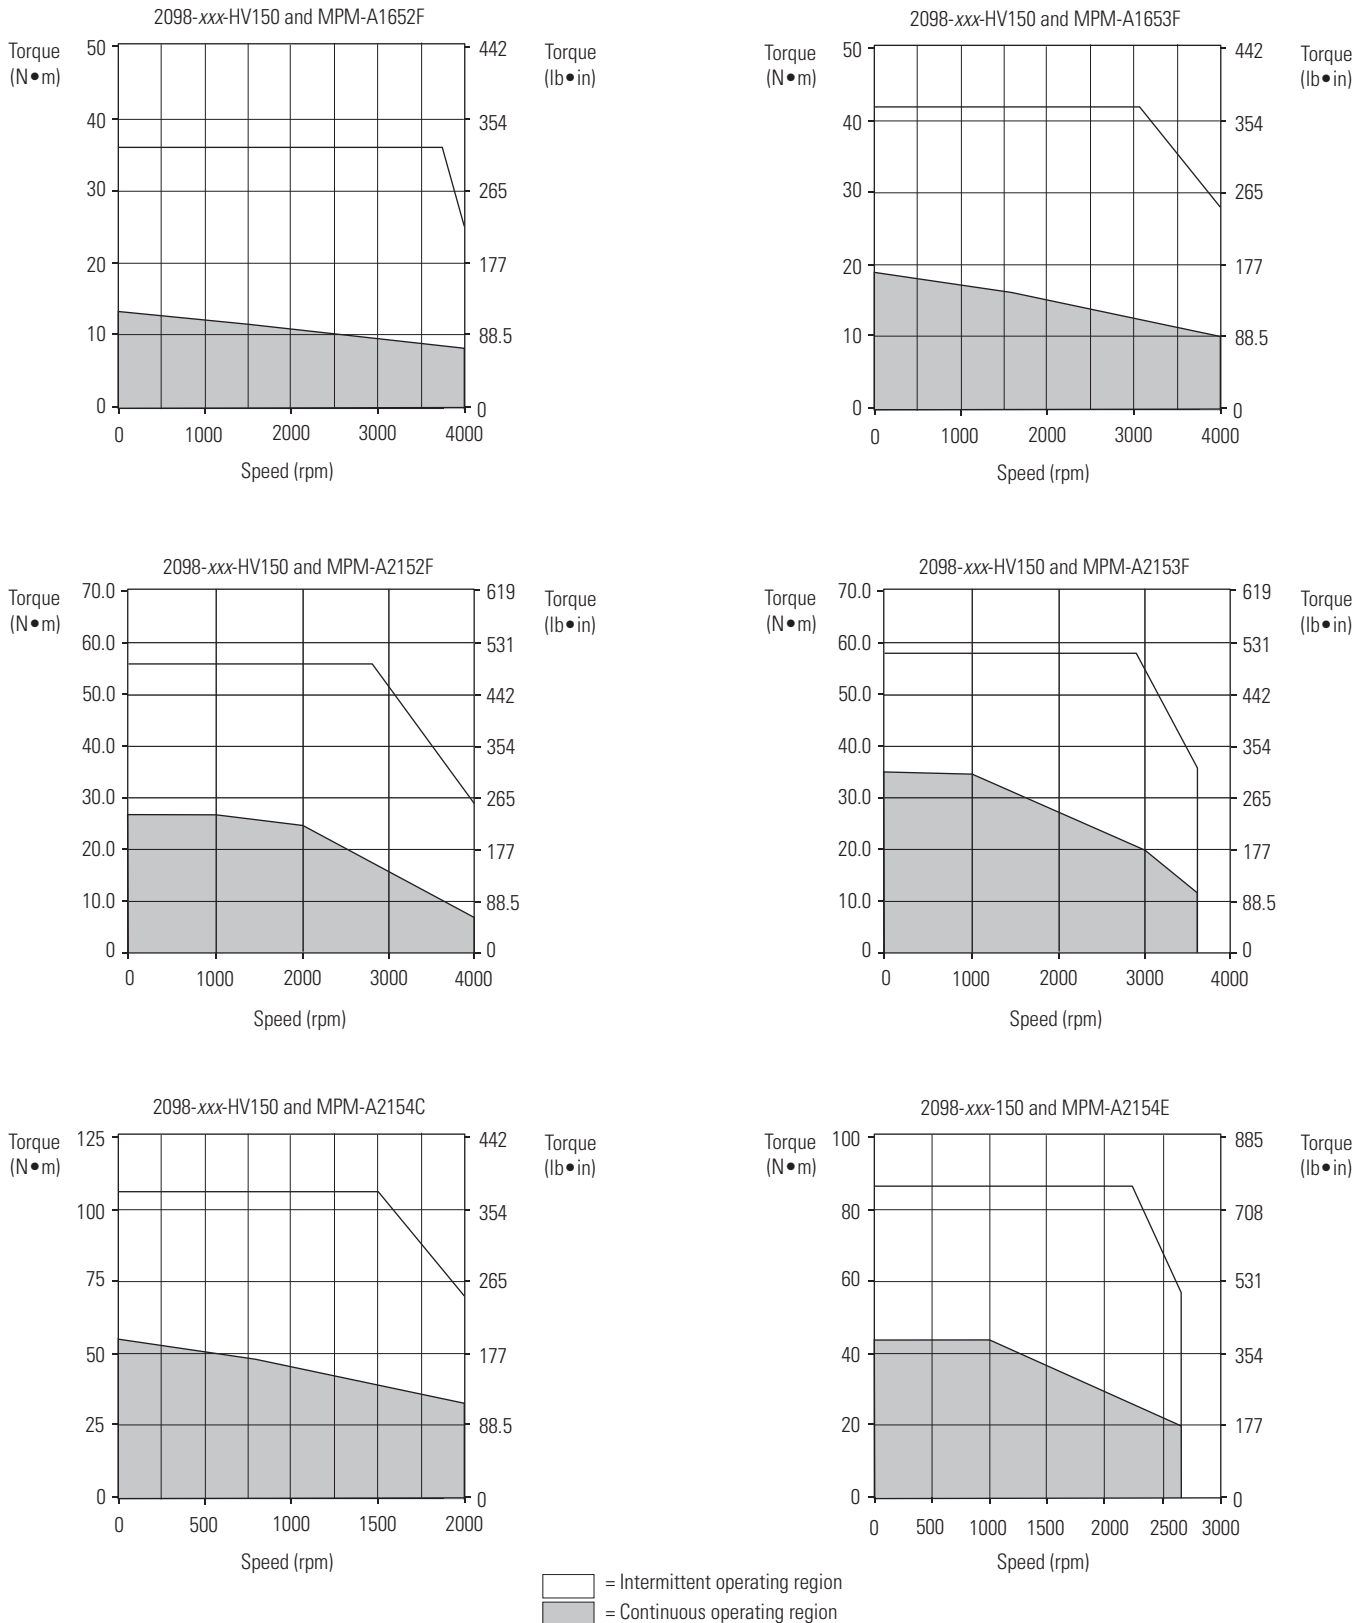 2098-xxx-HV150 and MPM-A1652F
Torque
(N•m)
50
40
30
20
10
0
442
354
265
177
88.5
0
Torque
(lb•in)
0 1000 2000 3000 4000
Speed (rpm)
2098-xxx-HV150 and MPM-A1653F
Torque
(N•m)
50
40
30
20
10
0
442
354
265
177
88.5
0
Torque
(lb•in)
0 1000 2000 3000 4000
Speed (rpm)
2098-xxx-HV150 and MPM-A2152F
Torque
(N•m)
70.0
60.0
50.0
40.0
30.0
20.0
10.0
0
619
531
442
354
265
177
88.5
0
Torque
(lb•in)
0 1000 2000 3000 4000
Speed (rpm)
2098-xxx-HV150 and MPM-A2153F
Torque
(N•m)
70.0
60.0
50.0
40.0
30.0
20.0
10.0
0
619
531
442
354
265
177
88.5
0
Torque
(lb•in)
0 1000 2000 3000 4000
Speed (rpm)
2098-xxx-HV150 and MPM-A2154C
Torque
(N•m)
125
100
75
50
25
0
442
354
265
177
88.5
0
Torque
(lb•in)
0 500 1000 1500 2000
Speed (rpm)
2098-xxx-150 and MPM-A2154E
Torque
(N•m)
100
80
60
40
20
0
885
708
531
354
177
0
Torque
(lb•in)
0 500 1000 1500 2000 2500 3000
Speed (rpm)
= Intermittent operating region
= Continuous operating region